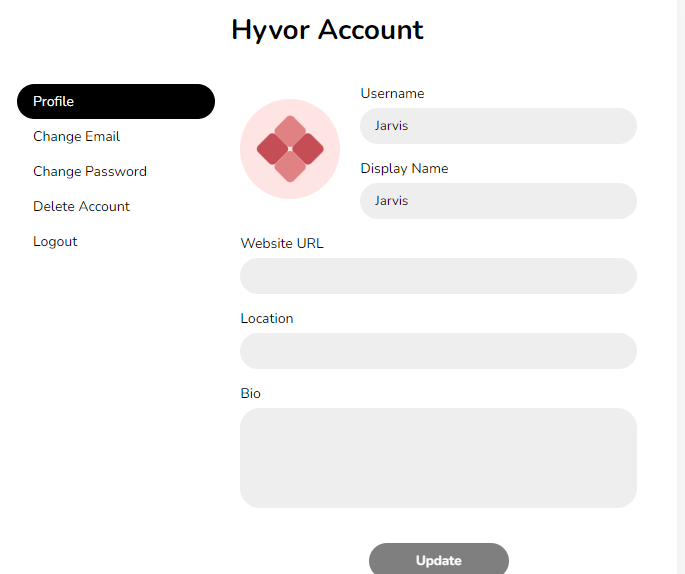 Hyvor Account
Profile
Change Email
Change Password
Delete Account
Logout
Username
Jarvis
Display Name
Jarvis
Website URL
Location
Bio
Update